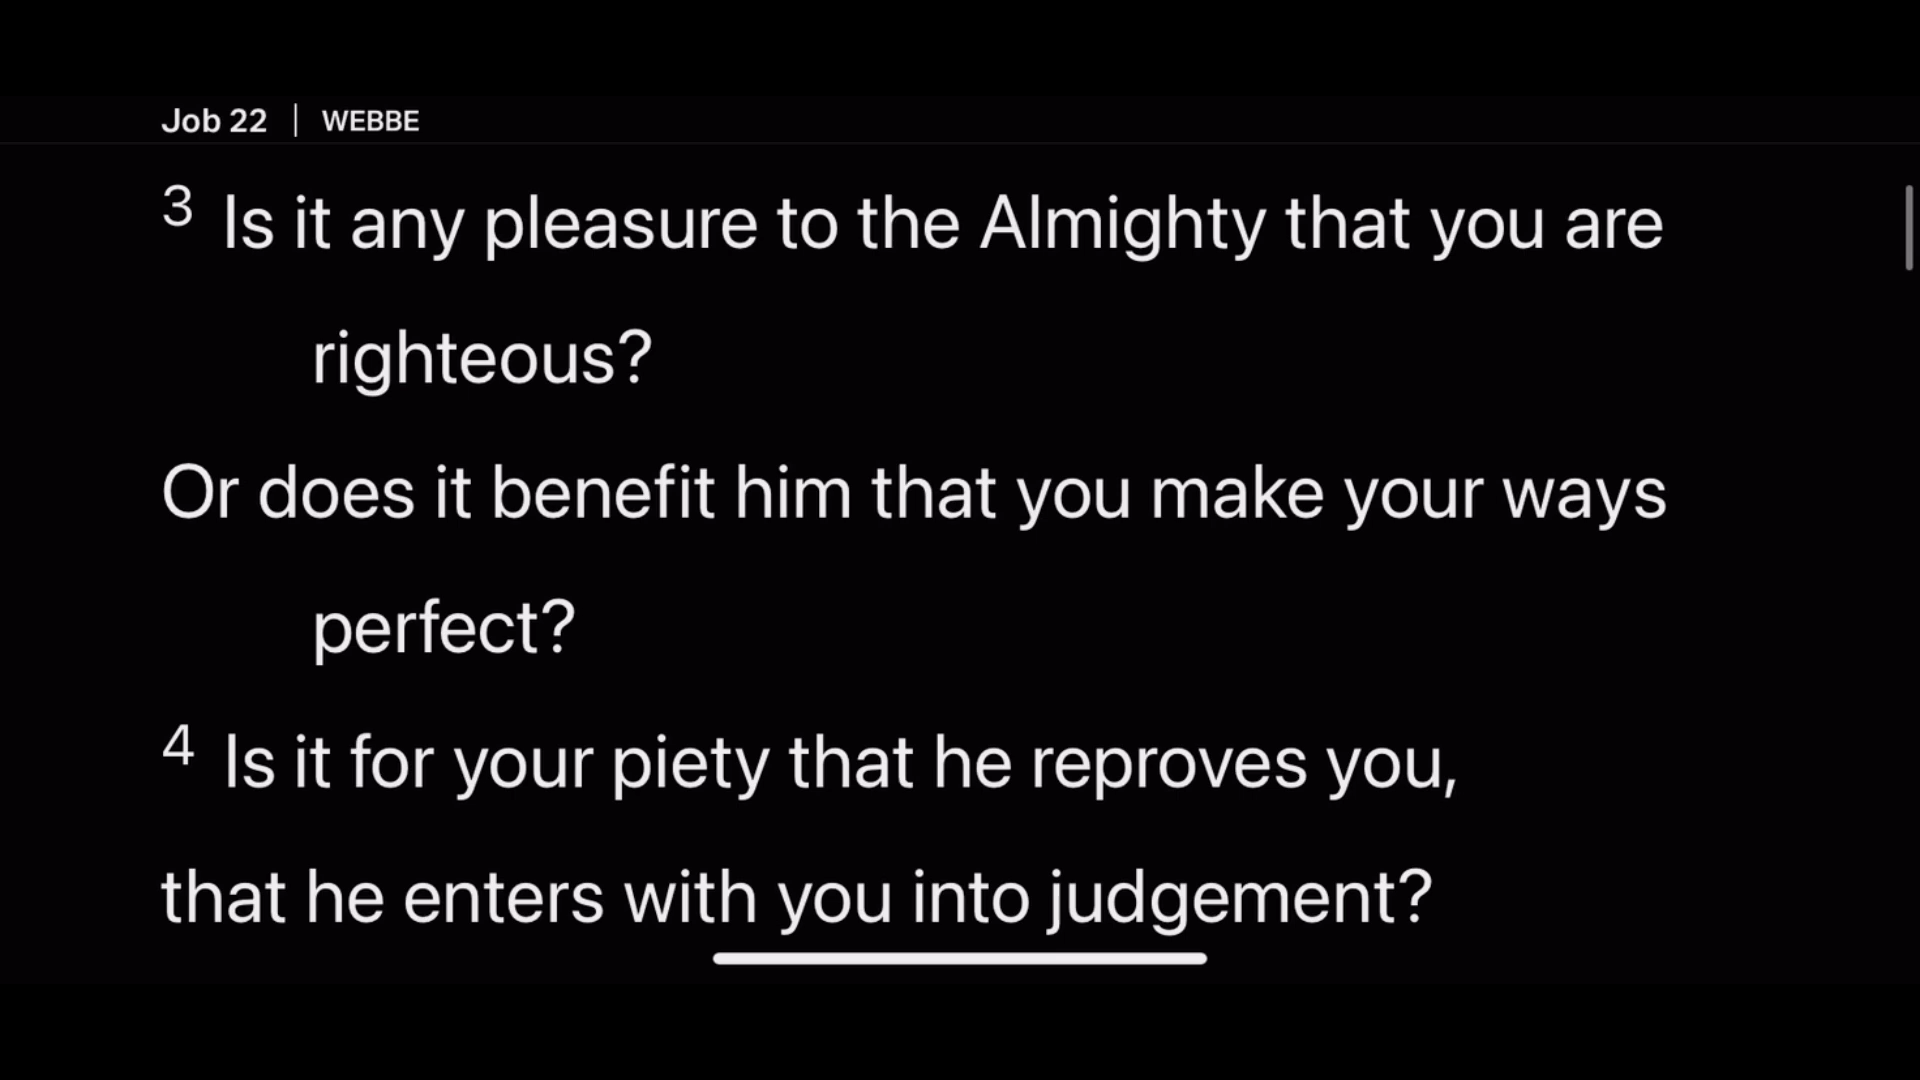 Job 22 | WEBBE
3 Is it any pleasure to the Almighty that you are
righteous?
Or does it benefit him that you make your ways
perfect?
4 Is it for your piety that he reproves you,
that he enters with you into judgement?